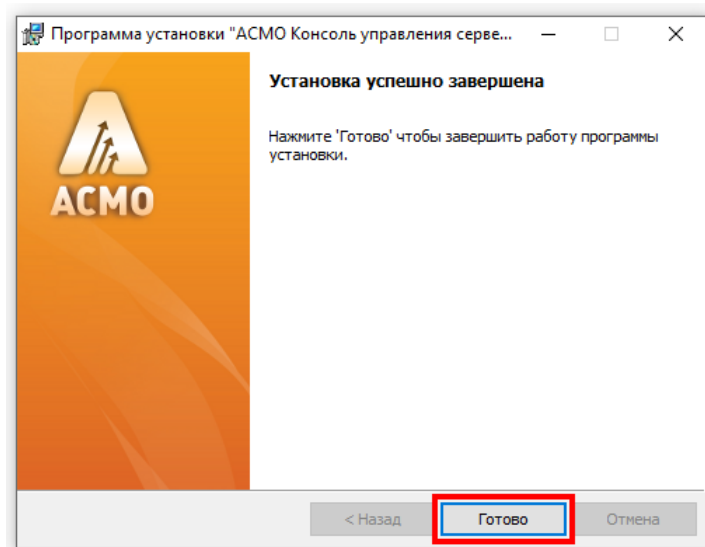 Программа установки "АСМО Консоль управления серве...
Установка успешно завершена
Нажмите 'Готово' чтобы завершить работу программы
установки.
АСМО
< Назад
Готово
Отмена